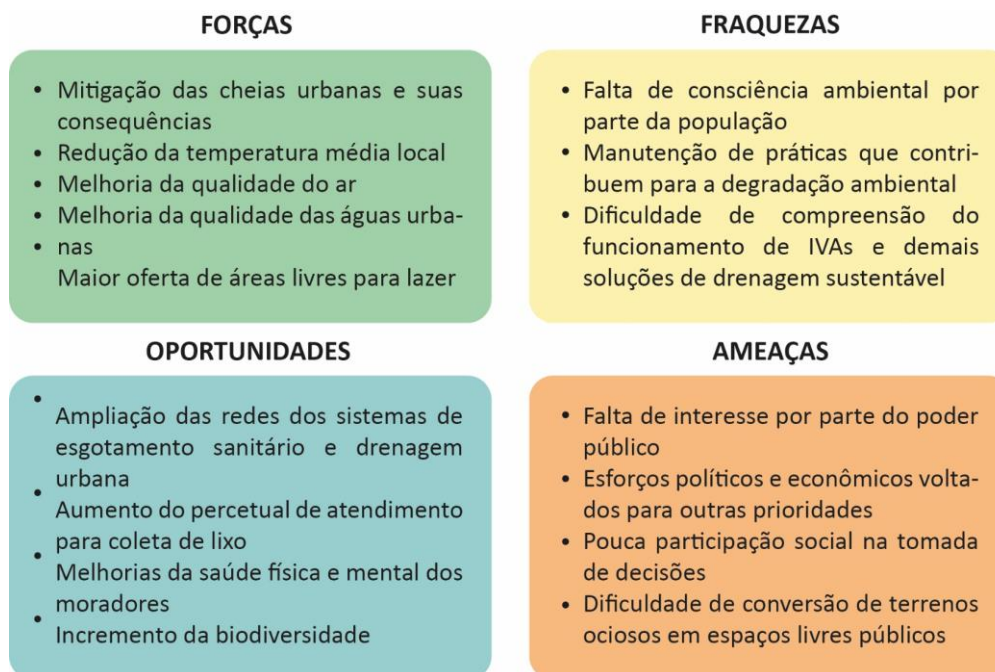 FORÇAS
• Mitigação das cheias urbanas e suas
consequências
• Redução da temperatura média local
• Melhoria da qualidade do ar
• Melhoria da qualidade das águas urba-
• nas
Maior oferta de áreas livres para lazer
FRAQUEZAS
• Falta de consciência ambiental por
parte da população
• Manutenção de práticas que contri-
buem para a degradação ambiental
• Dificuldade de compreensão do
funcionamento de IVAs e demais
soluções de drenagem sustentável
OPORTUNIDADES
•
Ampliação das redes dos sistemas de
esgotamento sanitário e drenagem
urbana
•
Aumento do percetual de atendimento
para coleta de lixo
•
Melhorias da saúde física e mental dos
moradores
•
Incremento da biodiversidade
AMEAÇAS
• Falta de interesse por parte do poder
público
• Esforços políticos e econômicos volta-
dos para outras prioridades
• Pouca participação social na tomada
de decisões
• Dificuldade de conversão de terrenos
ociosos em espaços livres públicos